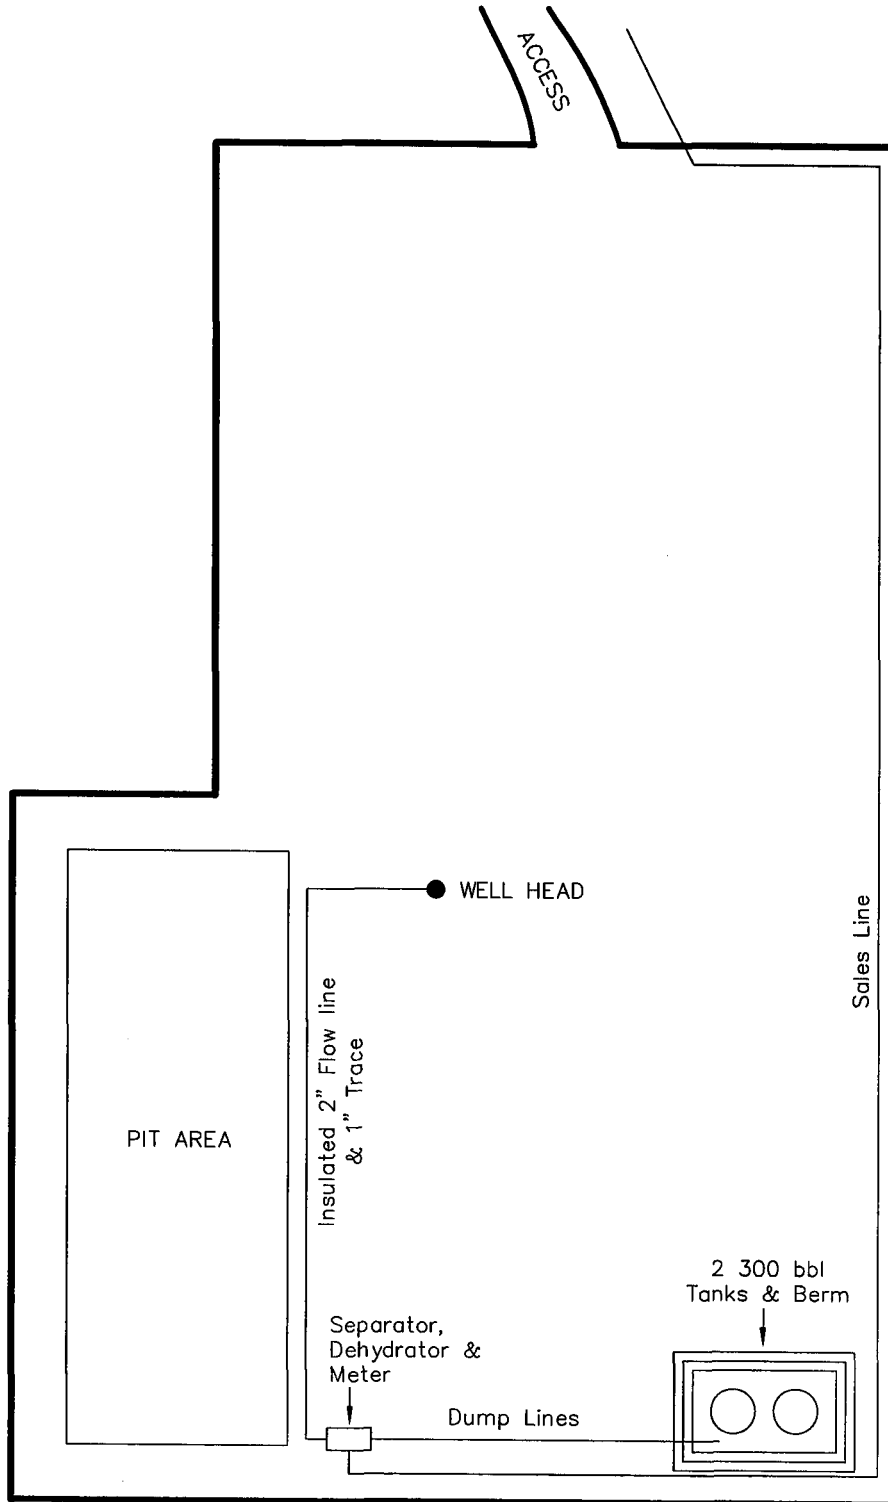 ACCESS
WELL HEAD
Sales Line
Insulated 2" Flow line
& 1" Trace
PIT AREA
2 300 bbl
Tanks & Berm
Separator,
Dehydrator &
Meter
Dump Lines